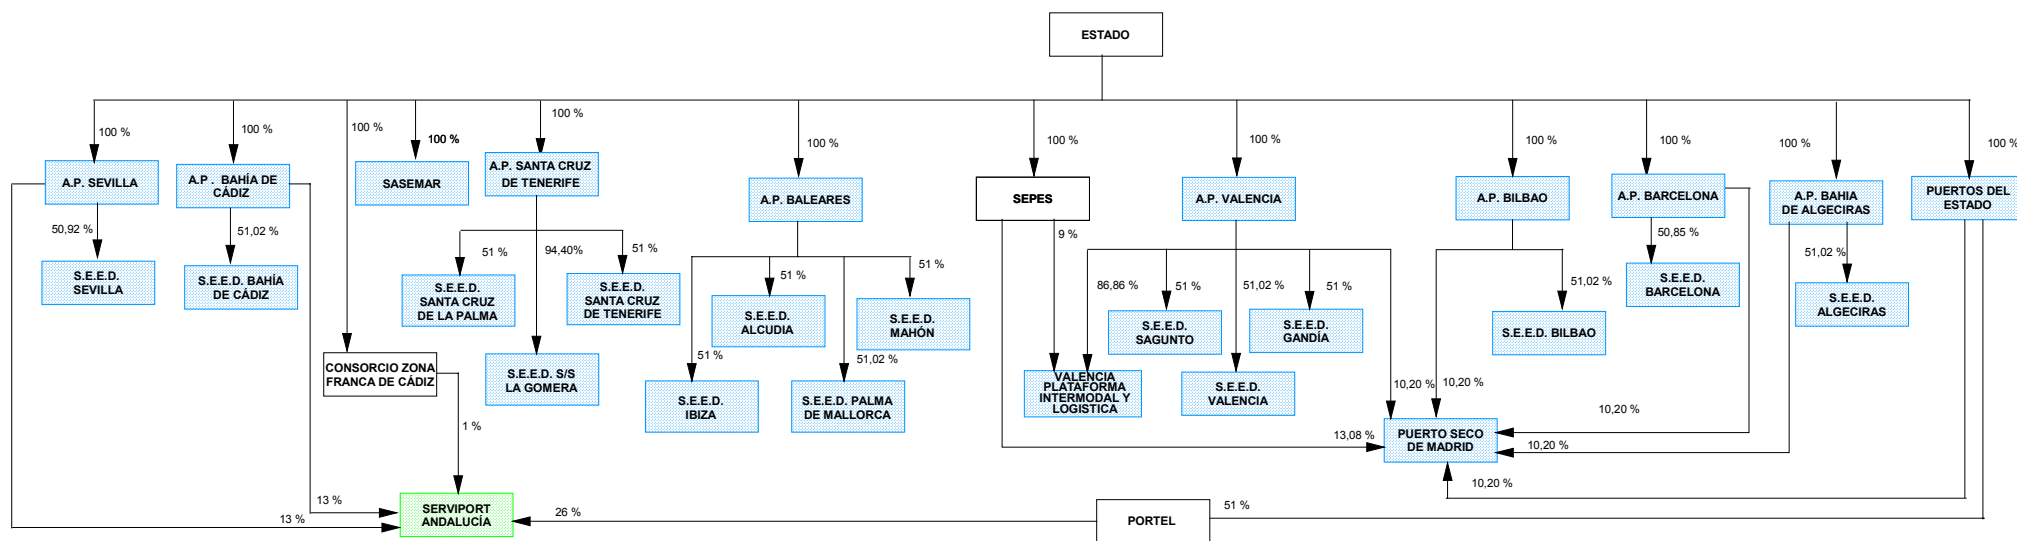 ESTADO
100 %
100 %
100 %
100 %
100 %
100 %
100 %
100 %
100 %
100 %
100 %
100 %
A.P. SEVILLA
A.P . BAHÍA DE
CÁDIZ
SASEMAR
A.P. SANTA CRUZ
DE TENERIFE
A.P. BALEARES
SEPES
A.P. VALENCIA
A.P. BILBAO
A.P. BARCELONA
A.P. BAHIA
DE ALGECIRAS
PUERTOS DEL
ESTADO
50,92 %
51,02 %
51 %
94,40%
51 %
51 %
51 %
9 %
86,86 %
51 %
51,02 %
51 %
51,02 %
50,85 %
51,02 %
S.E.E.D.
SEVILLA
S.E.E.D. BAHÍA
DE CÁDIZ
S.E.E.D.
SANTA CRUZ
DE LA PALMA
S.E.E.D.
SANTA CRUZ
DE TENERIFE
S.E.E.D.
ALCUDIA
S.E.E.D.
MAHÓN
S.E.E.D.
SAGUNTO
S.E.E.D.
GANDÍA
S.E.E.D. BILBAO
S.E.E.D.
BARCELONA
S.E.E.D.
ALGECIRAS
CONSORCIO ZONA
FRANCA DE CÁDIZ
S.E.E.D. S/S
LA GOMERA
51 %
51,02 %
S.E.E.D.
IBIZA
S.E.E.D. PALMA
DE MALLORCA
VALENCIA
PLATAFORMA
INTERMODAL Y
LOGISTICA
S.E.E.D.
VALENCIA
10,20 %
10,20 %
10,20 %
1 %
13,08 %
PUERTO SECO
DE MADRID
10,20 %
10,20 %
13 %
13 %
SERVIPORT
ANDALUCÍA
26 %
PORTEL
51 %